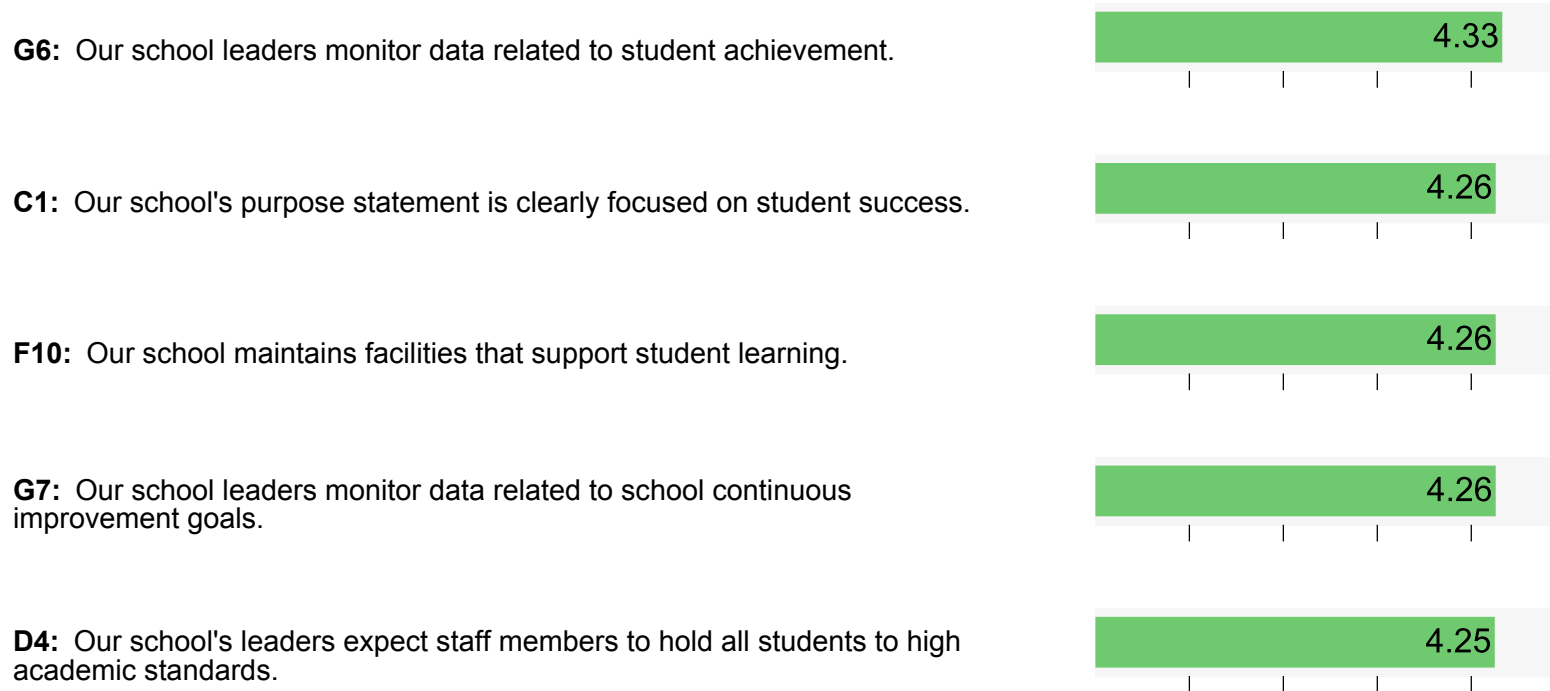 G6: Our school leaders monitor data related to student achievement.
4.33
C1: Our school's purpose statement is clearly focused on student success.
4.26
F10: Our school maintains facilities that support student learning.
4.26
G7: Our school leaders monitor data related to school continuous
improvement goals.
4.26
D4: Our school's leaders expect staff members to hold all students to high
academic standards.
4.25